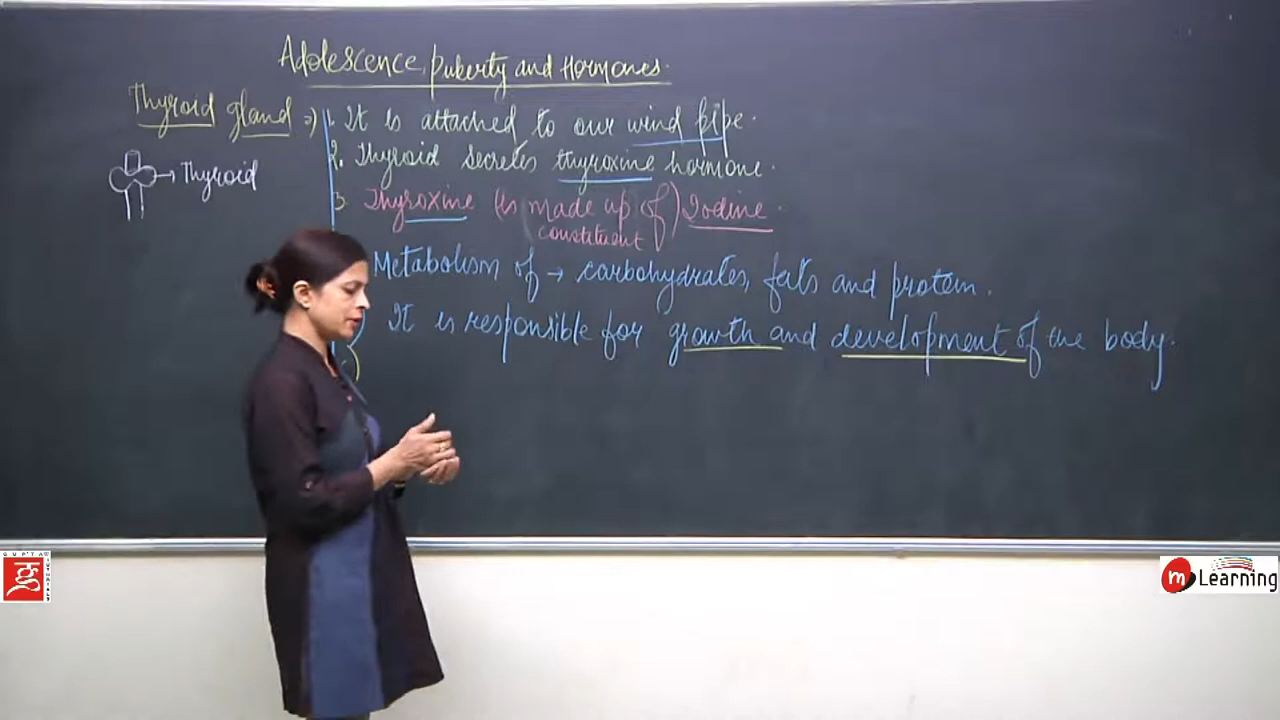 Adolescence, puberty and Hormones.
Thyroid gland => 1. It is attached to our wind pipe.
→ Thyroid
2. Thyroid secretes thyroxine hormone.
3. Thyroxine (is made up of) Iodine.
constituent
Metabolism of → carbohydrates, fats and protein.
) It is responsible for growth and development of the body.
)
GUPTA
m Learning